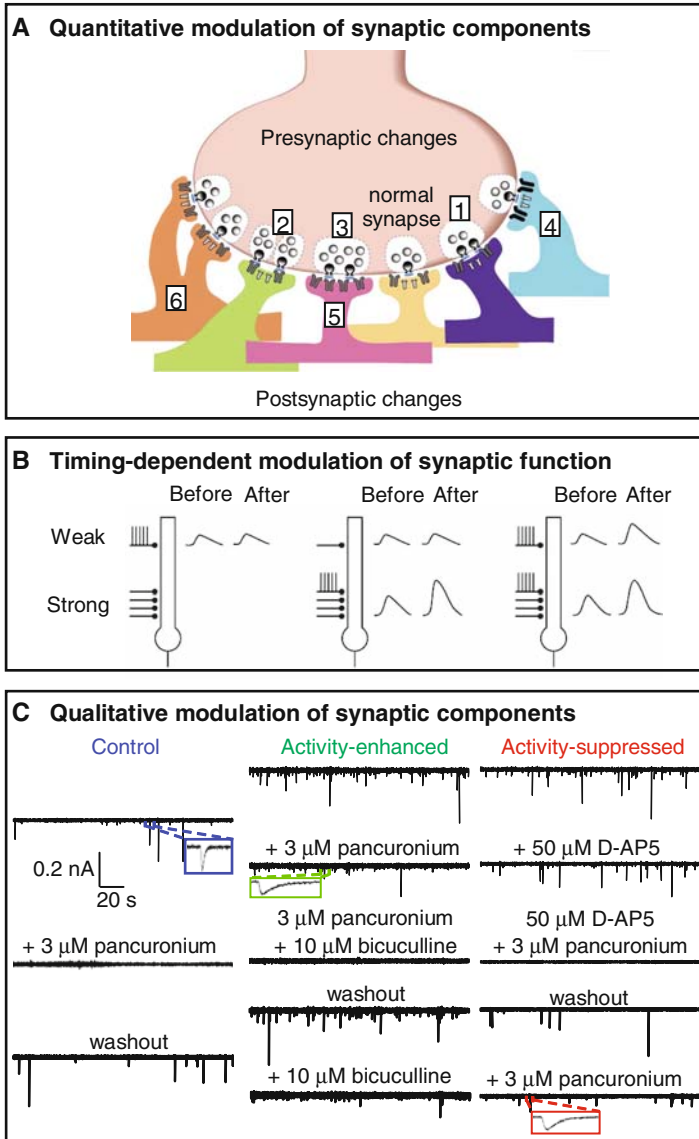 A Quantitative modulation of synaptic components
Presynaptic changes
normal
synapse
1
2
3
4
5
6
Postsynaptic changes
B Timing-dependent modulation of synaptic function
Before After
Before After
Before After
Weak
Strong
C Qualitative modulation of synaptic components
Control
0.2 nA
20 s
+ 3 μM pancuronium
washout
Activity-enhanced
+ 3 μM pancuronium
3 μM pancuronium
+ 10 μM bicuculline
washout
+ 10 μM bicuculline
Activity-suppressed
+ 50 μM D-AP5
50 μM D-AP5
+ 3 μM pancuronium
washout
+ 3 μM pancuronium